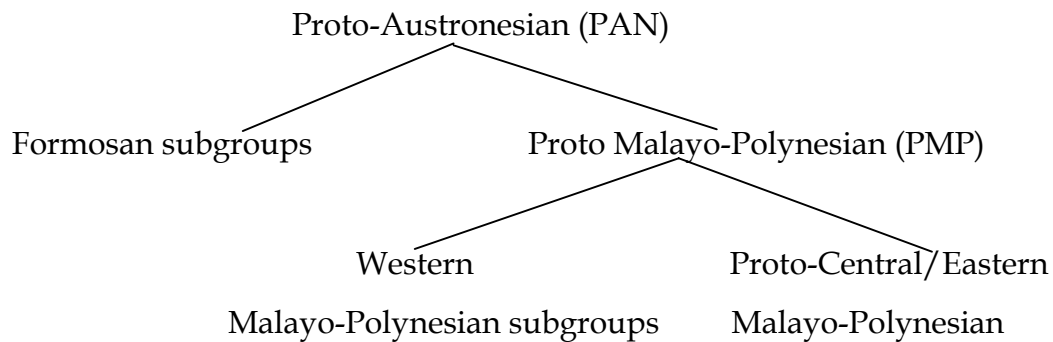 Proto-Austronesian (PAN)
Formosan subgroups Proto Malayo-Polynesian (PMP)
Western Proto-Central/Eastern
Malayo-Polynesian subgroups Malayo-Polynesian